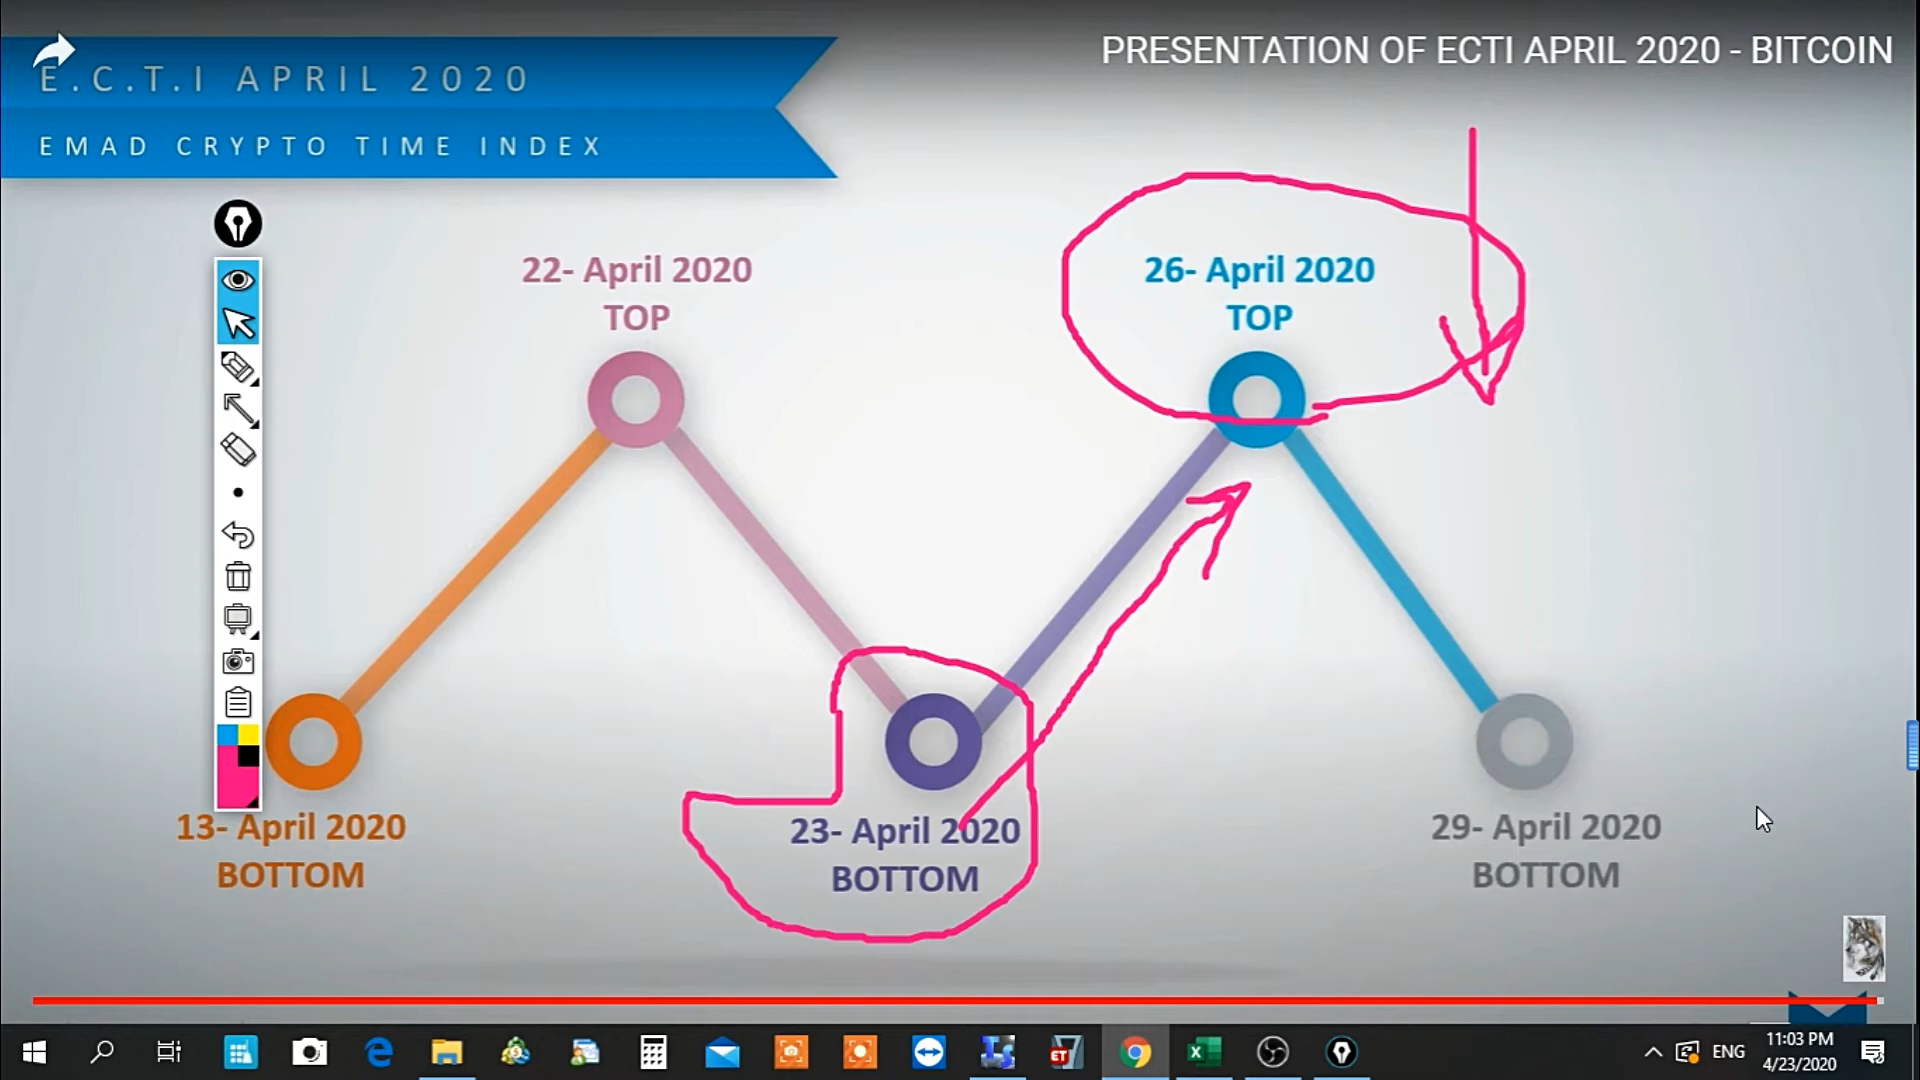 PRESENTATION OF ECTI APRIL 2020 - BITCOIN
E.C.T.I APRIL 2020
EMAD CRYPTO TIME INDEX
22- April 2020
TOP
26- April 2020
TOP
13- April 2020
BOTTOM
23- April 2020
BOTTOM
29- April 2020
BOTTOM
ET
ENG
11:03 PM
4/23/2020